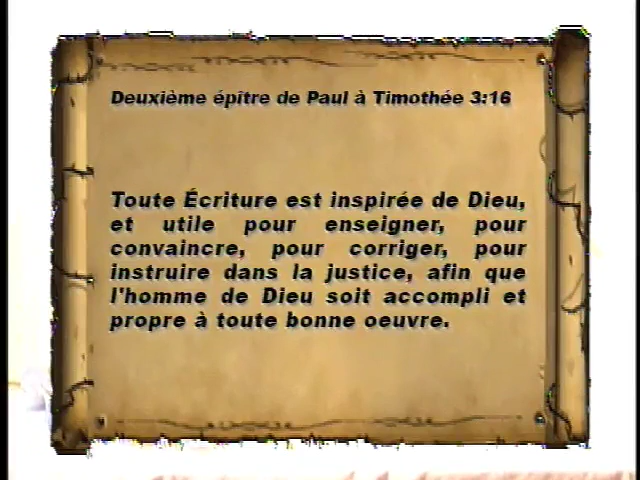 Deuxième épître de Paul à Timothée 3:16
Toute Écriture est inspirée de Dieu,
et utile pour enseigner, pour
convaincre, pour corriger, pour
instruire dans la justice, afin que
l'homme de Dieu soit accompli et
propre à toute bonne oeuvre.